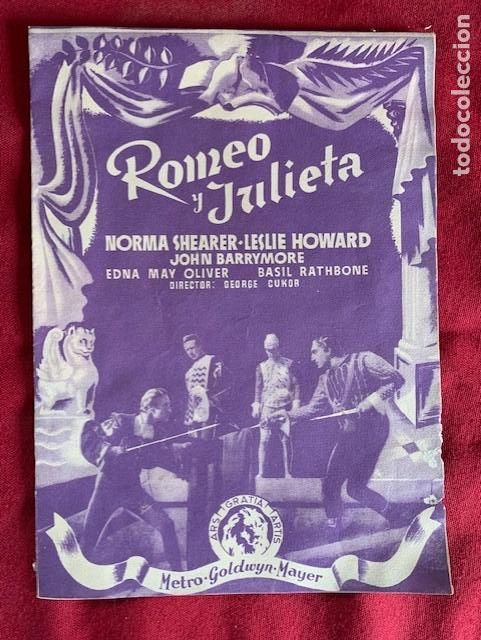 Romeo
y Julieta
NORMA SHEARER·LESLIE HOWARD
JOHN BARRYMORE
EDNA MAY OLIVER BASIL RATHBONE
DIRECTOR: GEORGE CUKOR
ARS GRATIA ARTIS
Metro·Goldwyn·Mayer
todocoleccion